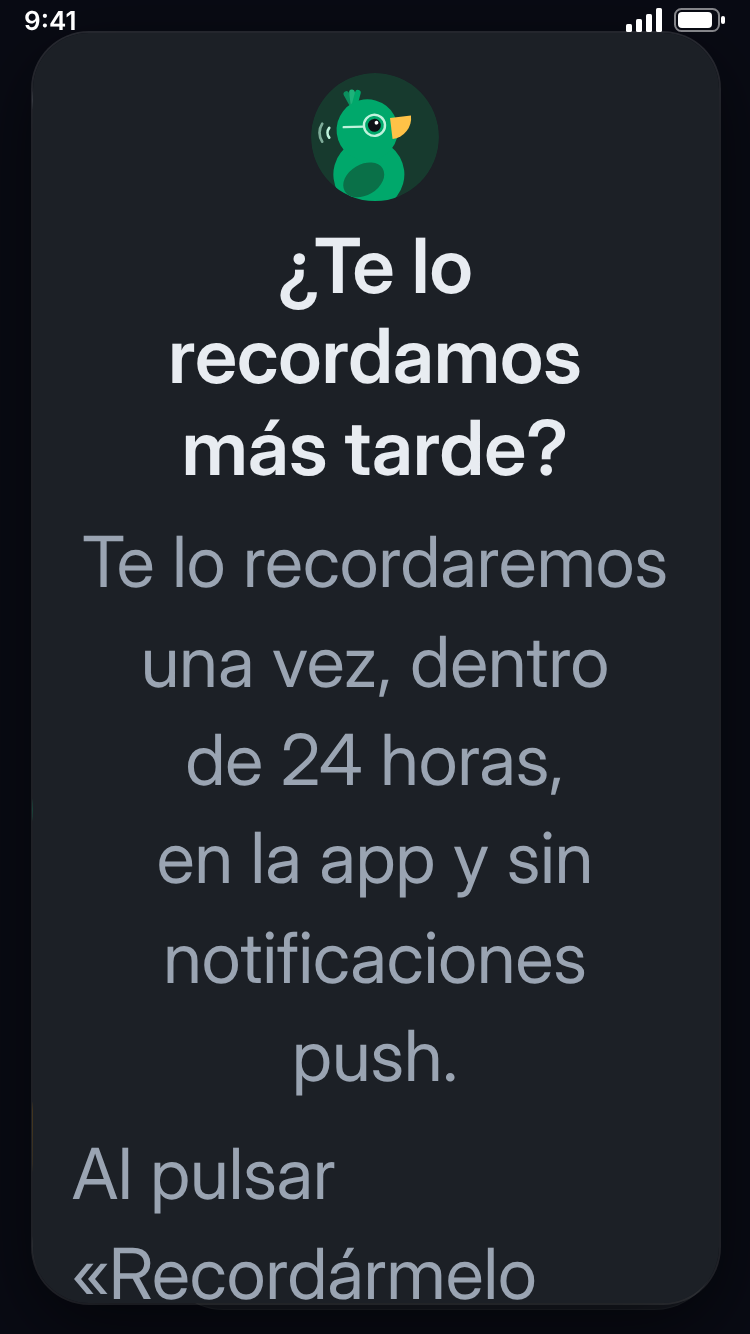 9:41
¿Te lo
recordamos
más tarde?
Te lo recordaremos
una vez, dentro
de 24 horas,
en la app y sin
notificaciones
push.
Al pulsar
«Recordármelo